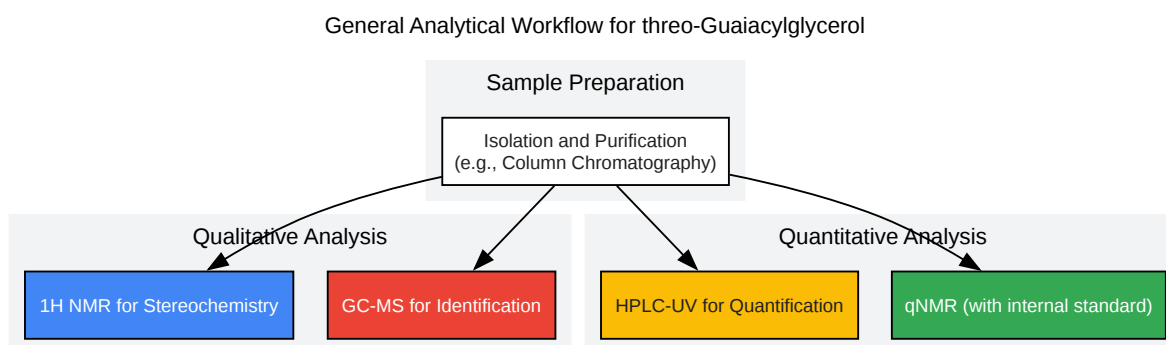 General Analytical Workflow for threo-Guaiacylglycerol
Sample Preparation
Isolation and Purification
(e.g., Column Chromatography)
Qualitative Analysis
Quantitative Analysis
1H NMR for Stereochemistry
GC-MS for Identification
HPLC-UV for Quantification
qNMR (with internal standard)